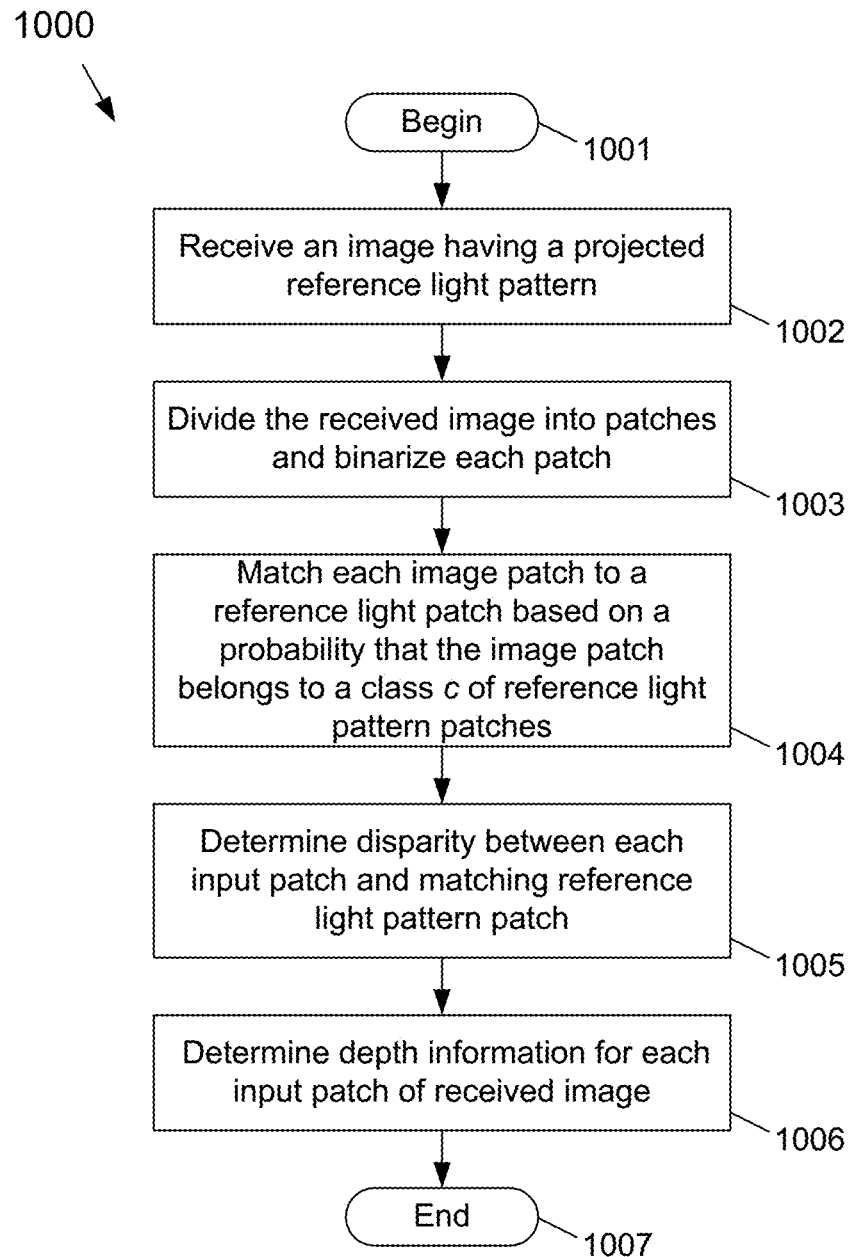 1000
Begin
1001
Receive an image having a projected
reference light pattern
1002
Divide the received image into patches
and binarize each patch
1003
Match each image patch to a
reference light patch based on a
probability that the image patch
belongs to a class c of reference light
pattern patches
1004
Determine disparity between each
input patch and matching reference
light pattern patch
1005
Determine depth information for each
input patch of received image
1006
End
1007